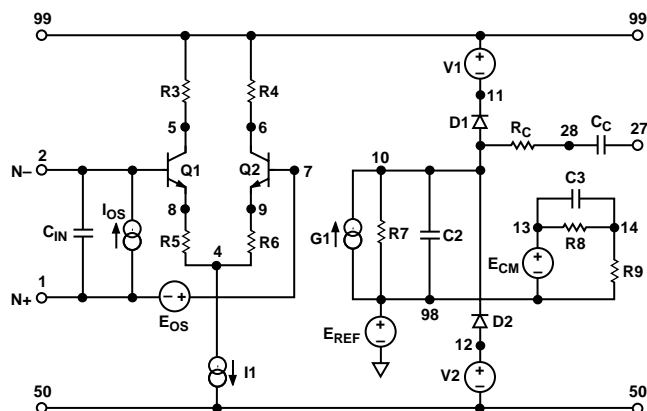 99 99
V1
11
R3 R4
D1
RC 28 CC 27
5 6
N– 2 Q1 Q2 7
10
C3
8 9
IOS
13 R8 14
CIN
G1 R7 C2
R5 R6
ECM
4
R9
N+ 1
– +
EOS
98
D2
EREF
12
I1
V2
50 50